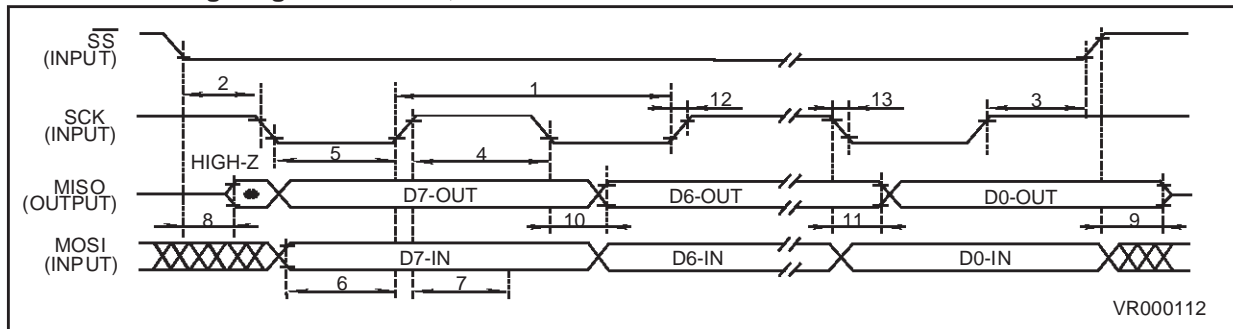 SS
(INPUT)
2
1
12
13
3
SCK
(INPUT)
HIGH-Z
5
4
MISO
(OUTPUT)
D7-OUT
D6-OUT
D0-OUT
8
10
11
9
MOSI
(INPUT)
D7-IN
D6-IN
D0-IN
6
7
VR000112